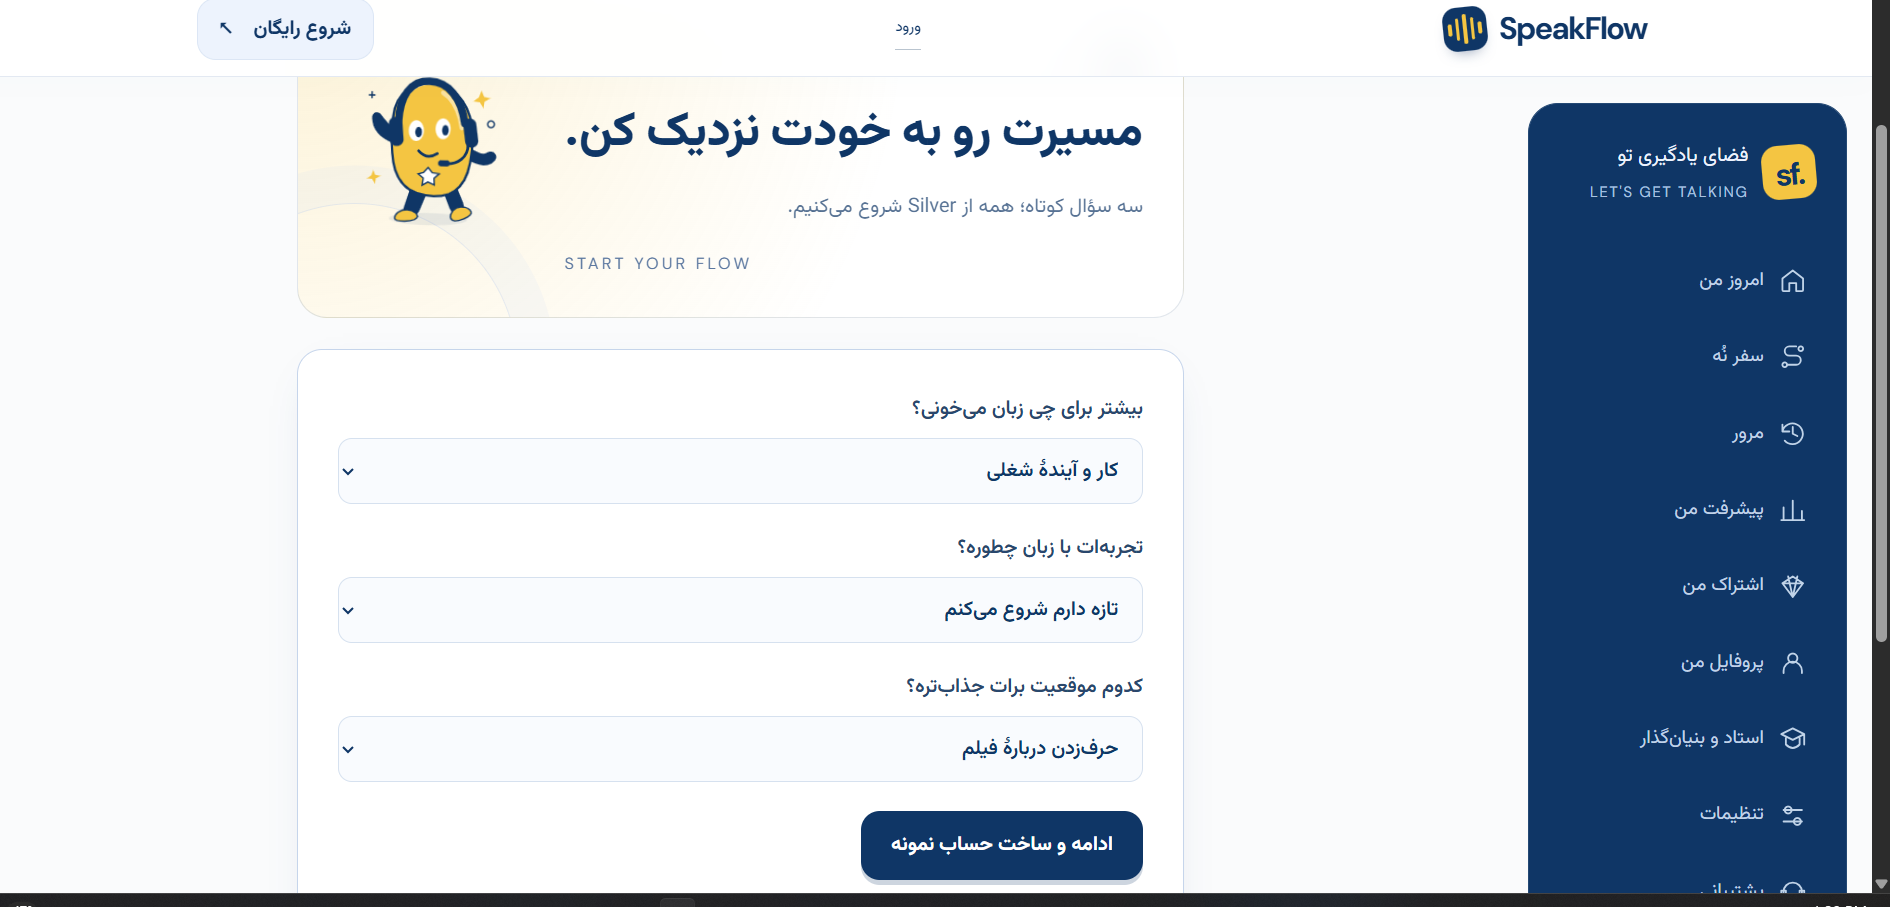 SpeakFlow
ورود
شروع رایگان
مسیرت رو به خودت نزدیک کن.
سه سؤال کوتاه؛ همه از Silver شروع می‌کنیم.
START YOUR FLOW
بیشتر برای چی زبان می‌خونی؟
کار و آیندهٔ شغلی
تجربه‌ات با زبان چطوره؟
تازه دارم شروع می‌کنم
کدوم موقعیت برات جذاب‌تره؟
حرف‌زدن دربارهٔ فیلم
ادامه و ساخت حساب نمونه
sf.
فضای یادگیری تو
LET'S GET TALKING
امروز من
سفر نُه
مرور
پیشرفت من
اشتراک من
پروفایل من
استاد و بنیان‌گذار
تنظیمات
پشتیبانی